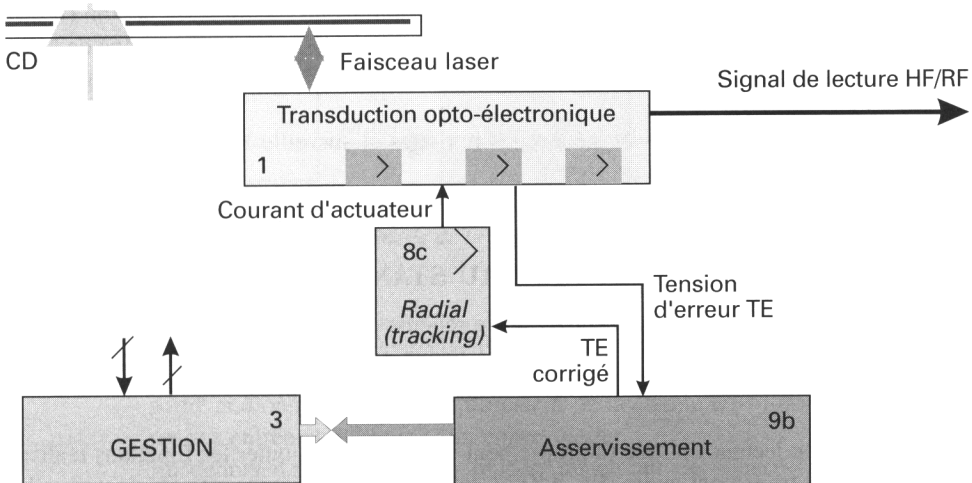 CD
Faisceau laser
Signal de lecture HF/RF
Transduction opto-électronique
1
Courant d'actuateur
8c
Radial
(tracking)
Tension
d'erreur TE
TE
corrigé
3
GESTION
9b
Asservissement